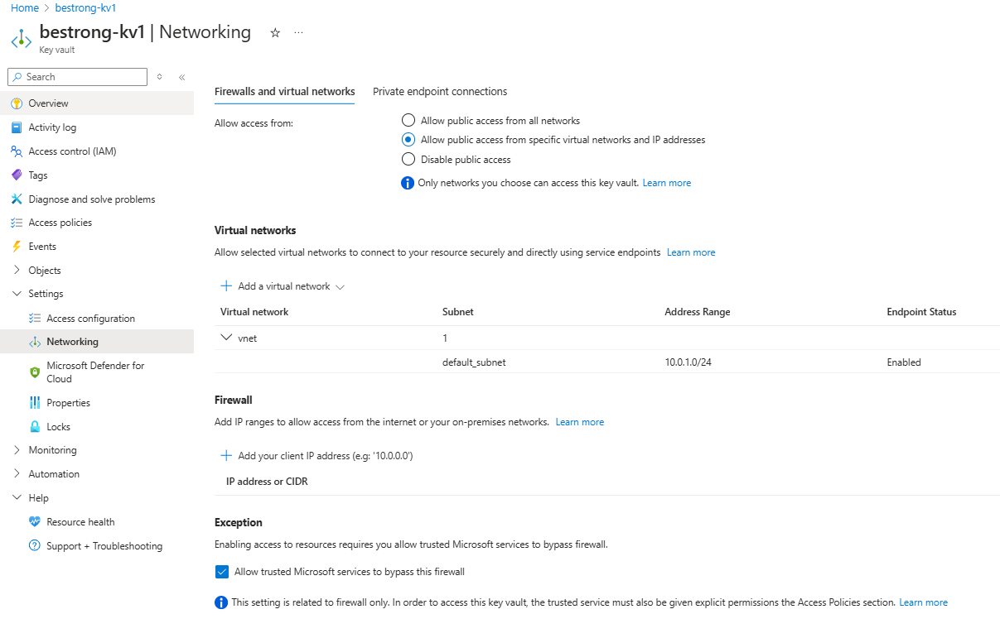 Home > bestrong-kv1
bestrong-kv1 | Networking
Key vault
Search
Overview
Activity log
Access control (IAM)
Tags
Diagnose and solve problems
Access policies
Events
Objects
Settings
Access configuration
Networking
Microsoft Defender for
Cloud
Properties
Locks
Monitoring
Automation
Help
Resource health
Support + Troubleshooting
Firewalls and virtual networks Private endpoint connections
Allow access from:
Allow public access from all networks
Allow public access from specific virtual networks and IP addresses
Disable public access
Only networks you choose can access this key vault. Learn more
Virtual networks
Allow selected virtual networks to connect to your resource securely and directly using service endpoints Learn more
Add a virtual network
Virtual network Subnet Address Range Endpoint Status
vnet 1
default_subnet 10.0.1.0/24 Enabled
Firewall
Add IP ranges to allow access from the internet or your on-premises networks. Learn more
Add your client IP address (e.g: '10.0.0.0')
IP address or CIDR
Exception
Enabling access to resources requires you allow trusted Microsoft services to bypass firewall.
Allow trusted Microsoft services to bypass this firewall
This setting is related to firewall only. In order to access this key vault, the trusted service must also be given explicit permissions the Access Policies section. Learn more